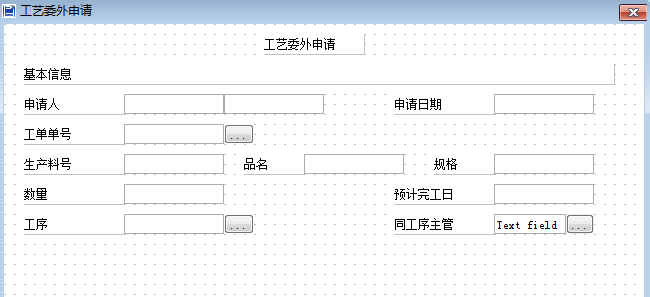 工艺委外申请
工艺委外申请
基本信息
申请人 申请日期
工单单号 ...
生产料号 品名 规格
数量 预计完工日
工序 ... 同工序主管 Text field ...